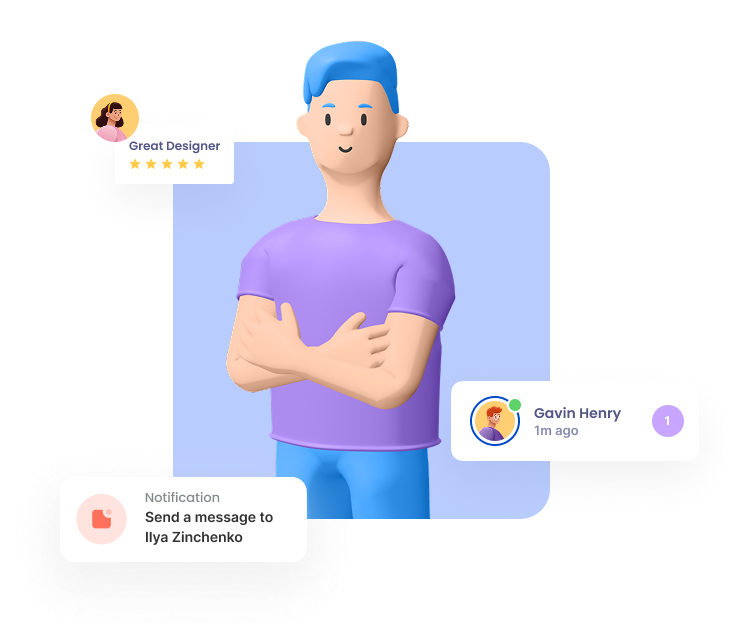 Great Designer
Gavin Henry
1m ago
1
Notification
Send a message to
Ilya Zinchenko